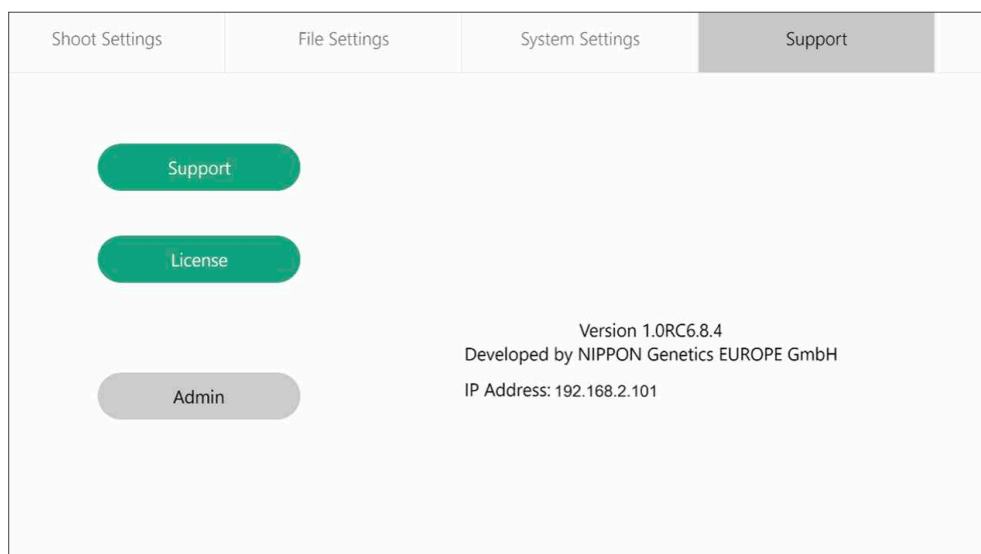 Shoot Settings
File Settings
System Settings
Support
Support
License
Version 1.0RC6.8.4
Developed by NIPPON Genetics EUROPE GmbH
IP Address: 192.168.2.101
Admin